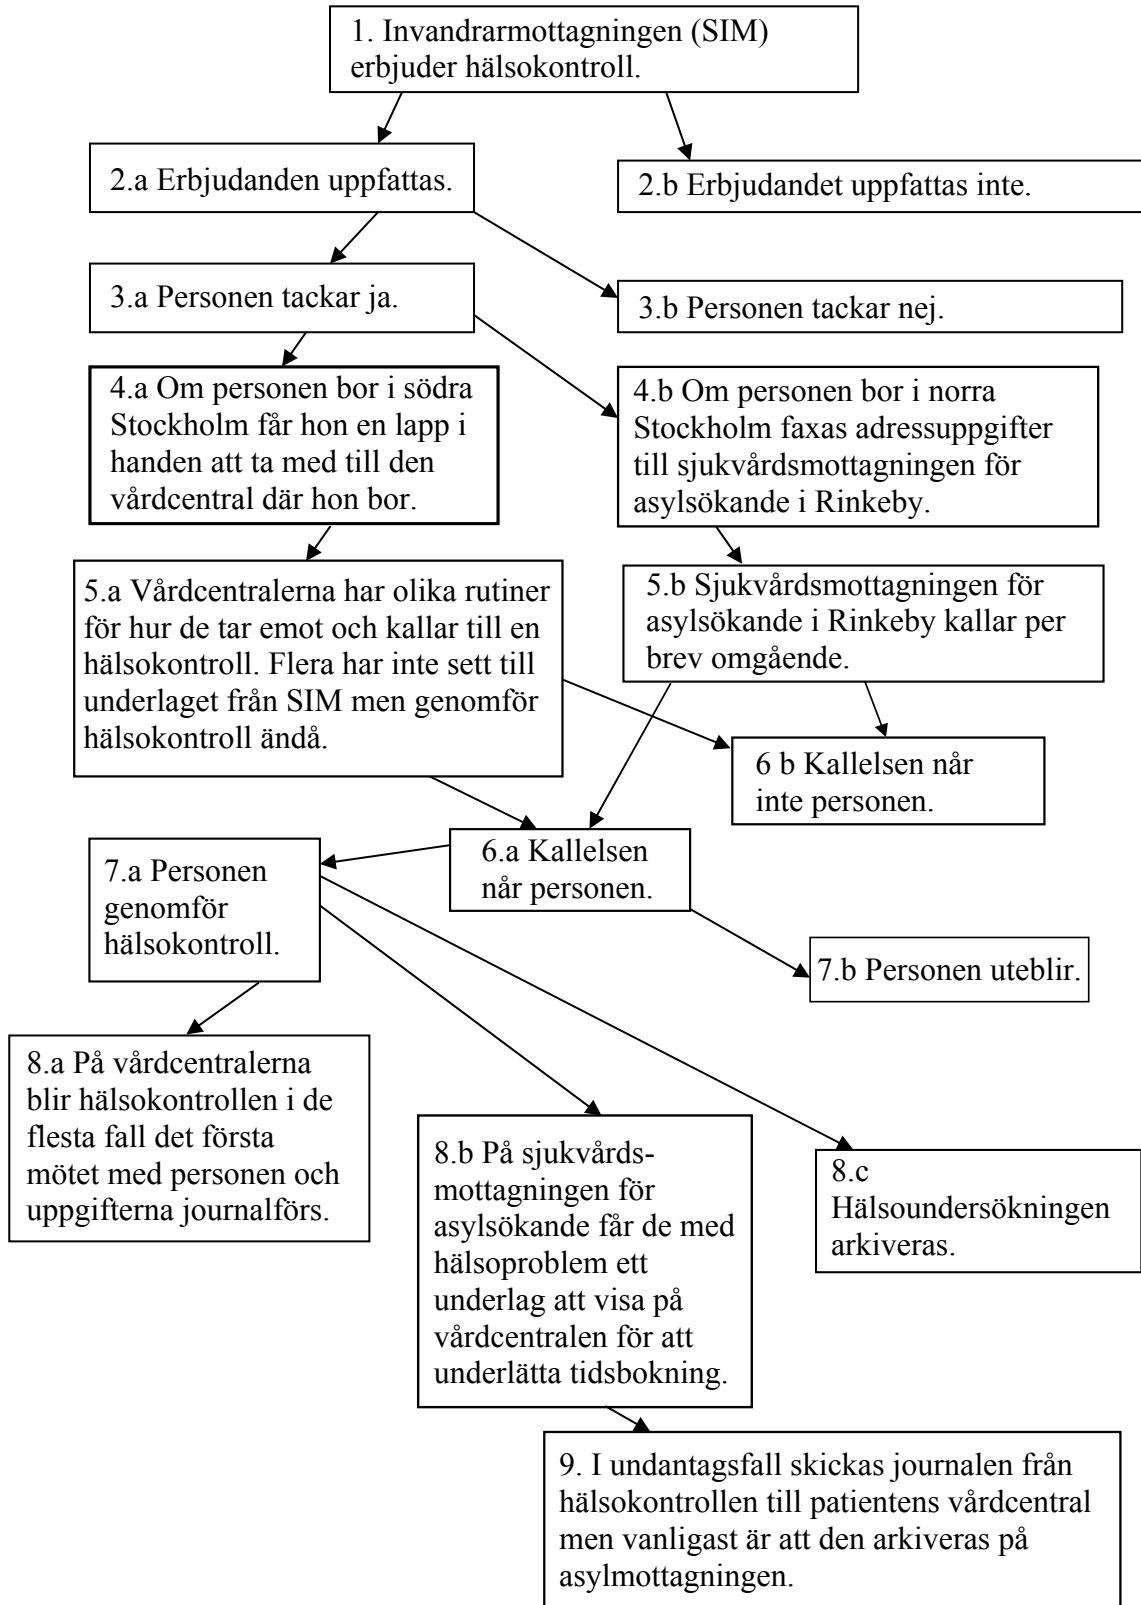 1. Invandrarmottagningen (SIM)
erbjuder hälsokontroll.
2.a Erbjudanden uppfattas.
2.b Erbjudandet uppfattas inte.
3.a Personen tackar ja.
3.b Personen tackar nej.
4.a Om personen bor i södra
Stockholm får hon en lapp i
handen att ta med till den
vårdcentral där hon bor.
4.b Om personen bor i norra
Stockholm faxas adressuppgifter
till sjukvårdsmottagningen för
asylsökande i Rinkeby.
5.a Vårdcentralerna har olika rutiner
för hur de tar emot och kallar till en
hälsokontroll. Flera har inte sett till
underlaget från SIM men genomför
hälsokontroll ändå.
5.b Sjukvårdsmottagningen för
asylsökande i Rinkeby kallar per
brev omgående.
6 b Kallelsen når
inte personen.
6.a Kallelsen
når personen.
7.a Personen
genomför
hälsokontroll.
7.b Personen uteblir.
8.a På vårdcentralerna
blir hälsokontrollen i de
flesta fall det första
mötet med personen och
uppgifterna journalförs.
8.b På sjukvårds-
mottagningen för
asylsökande får de med
hälsoproblem ett
underlag att visa på
vårdcentralen för att
underlätta tidsbokning.
8.c
Hälsoundersökningen
arkiveras.
9. I undantagsfall skickas journalen från
hälsokontrollen till patientens vårdcentral
men vanligast är att den arkiveras på
asylmottagningen.